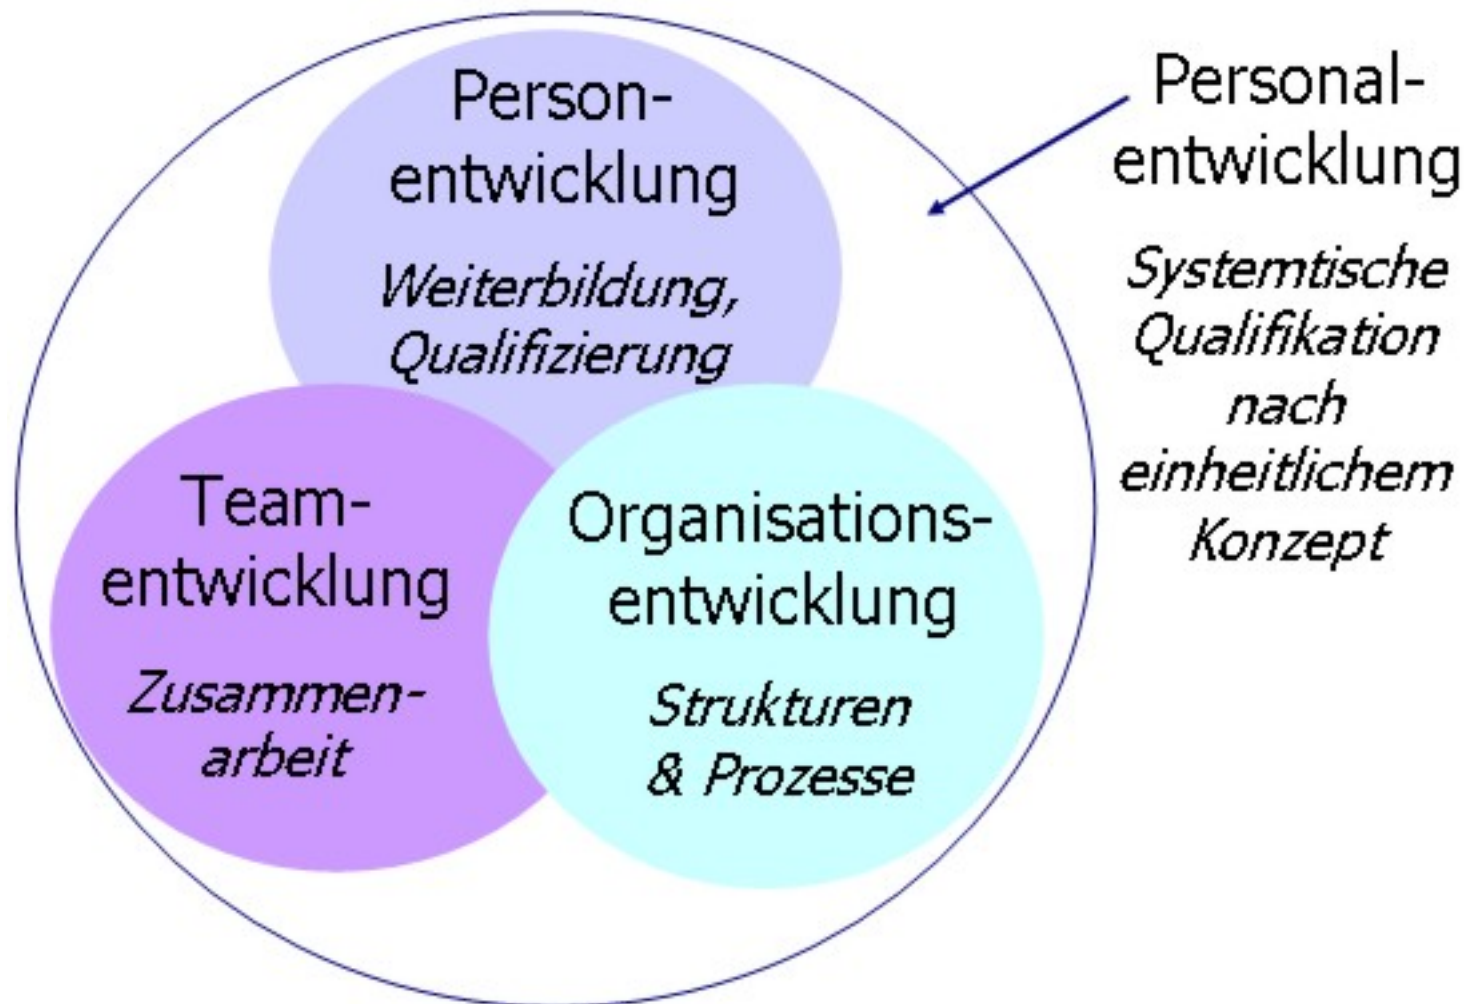 Person-
entwicklung
Weiterbildung,
Qualifizierung
Team-
entwicklung
Zusammen-
arbeit
Organisations-
entwicklung
Strukturen
& Prozesse
Personal-
entwicklung
Systemtische
Qualifikation
nach
einheitlichem
Konzept